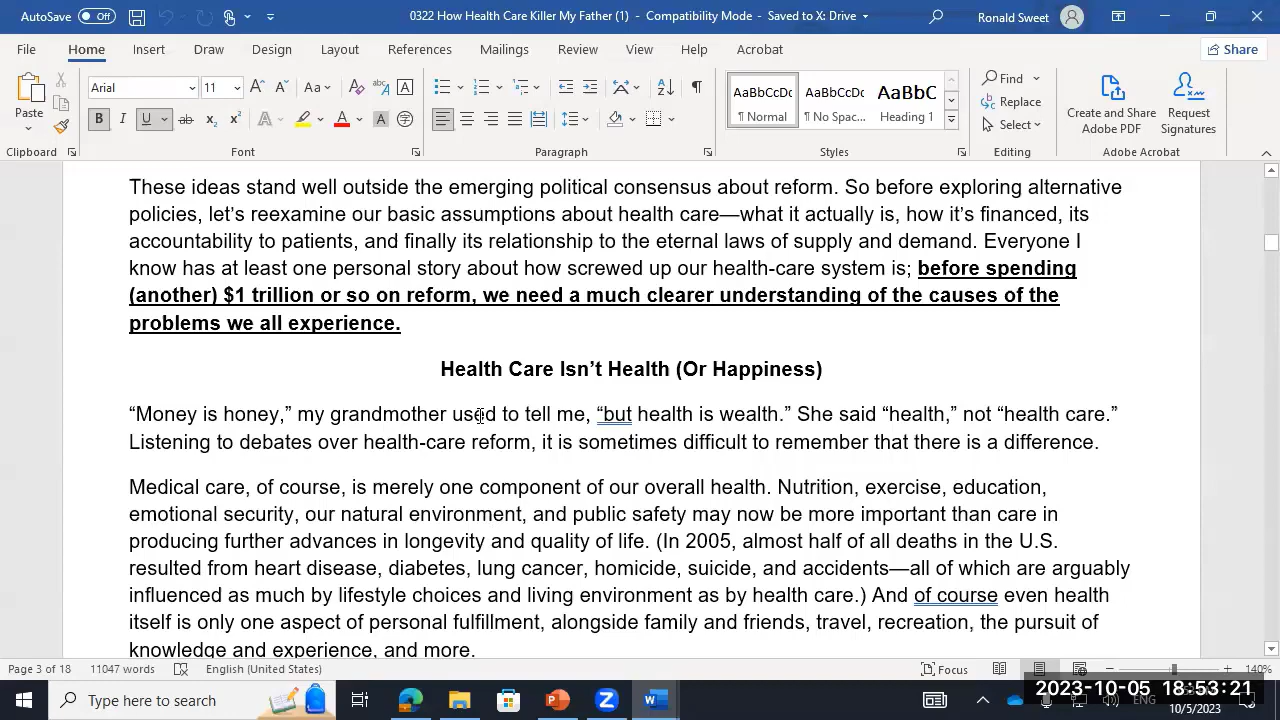 AutoSave Off 0322 How Health Care Killer My Father (1) - Compatibility Mode - Saved to X: Drive Ronald Sweet
File Home Insert Draw Design Layout References Mailings Review View Help Acrobat Share
Paste Arial 11 Aa A AaBbCcDc AaBbCcDc AaBbC Find
¶ Normal ¶ No Spac... Heading 1 Replace Create and Share Adobe PDF Request Signatures
B I U ab x₂ x² A A A Select
Clipboard Font Paragraph Styles Editing Adobe Acrobat
These ideas stand well outside the emerging political consensus about reform. So before exploring alternative
policies, let’s reexamine our basic assumptions about health care—what it actually is, how it’s financed, its
accountability to patients, and finally its relationship to the eternal laws of supply and demand. Everyone I
know has at least one personal story about how screwed up our health-care system is; before spending
(another) $1 trillion or so on reform, we need a much clearer understanding of the causes of the
problems we all experience.
Health Care Isn’t Health (Or Happiness)
“Money is honey,” my grandmother used to tell me, “but health is wealth.” She said “health,” not “health care.”
Listening to debates over health-care reform, it is sometimes difficult to remember that there is a difference.
Medical care, of course, is merely one component of our overall health. Nutrition, exercise, education,
emotional security, our natural environment, and public safety may now be more important than care in
producing further advances in longevity and quality of life. (In 2005, almost half of all deaths in the U.S.
resulted from heart disease, diabetes, lung cancer, homicide, suicide, and accidents—all of which are arguably
influenced as much by lifestyle choices and living environment as by health care.) And of course even health
itself is only one aspect of personal fulfillment, alongside family and friends, travel, recreation, the pursuit of
knowledge and experience, and more.
Page 3 of 18 11047 words English (United States) Focus 140%
Type here to search 2023-10-05 18:53:21
ENG 10/5/2023